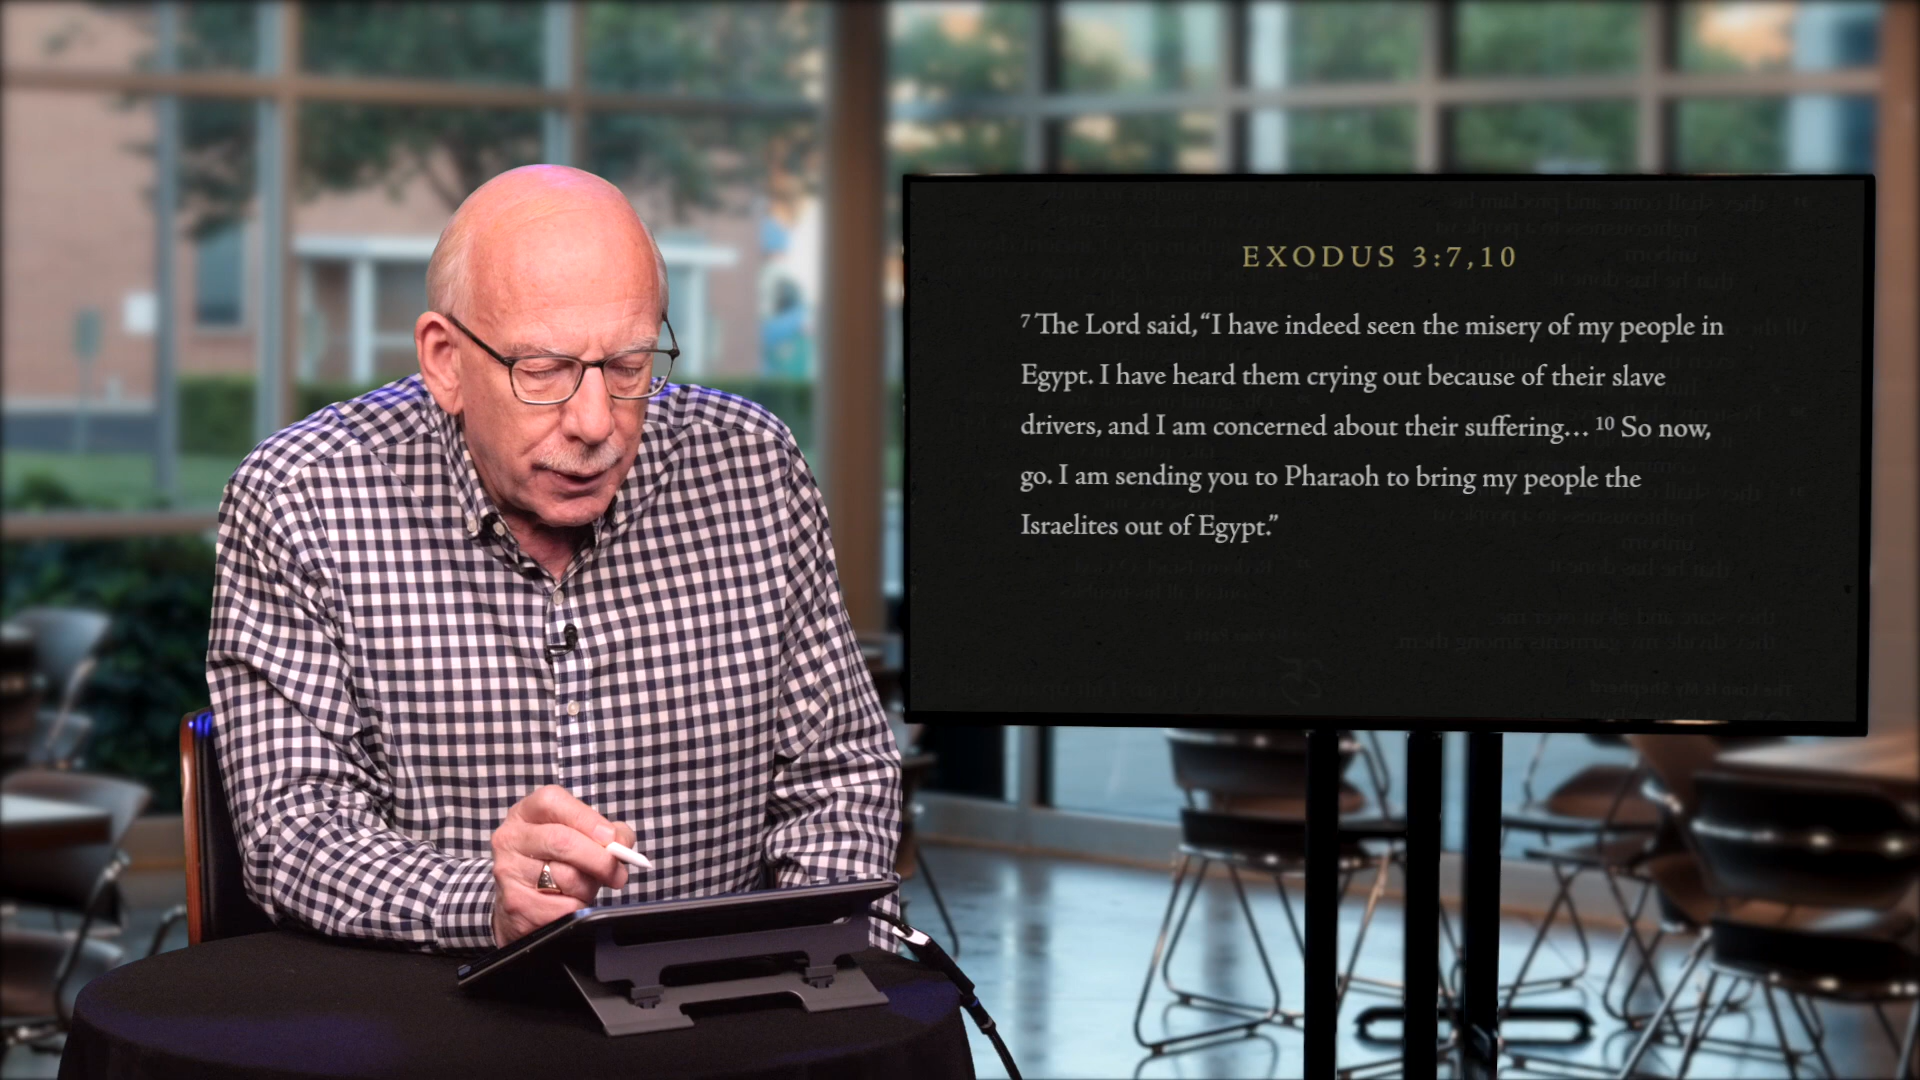 EXODUS 3:7,10
⁷ The Lord said, “I have indeed seen the misery of my people in
Egypt. I have heard them crying out because of their slave
drivers, and I am concerned about their suffering... ¹⁰ So now,
go. I am sending you to Pharaoh to bring my people the
Israelites out of Egypt.”